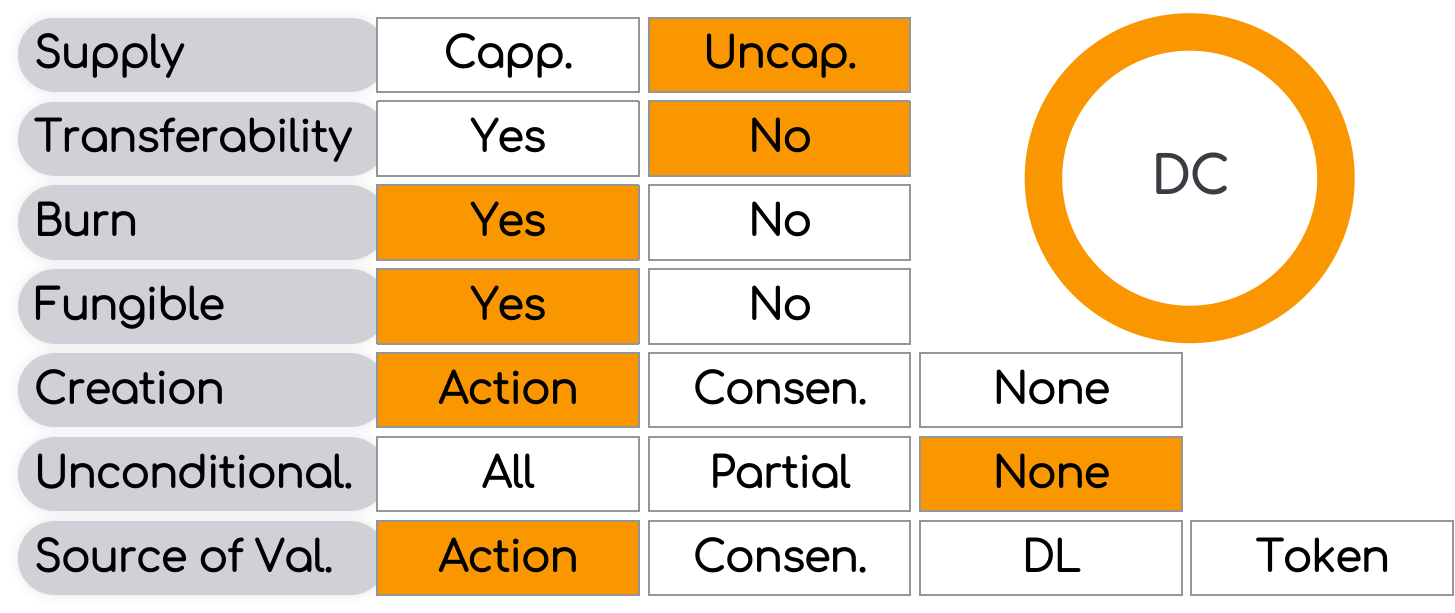 Supply Capp. Uncap.
Transferability Yes No
DC
Burn Yes No
Fungible Yes No
Creation Action Consen. None
Unconditional. All Partial None
Source of Val. Action Consen. DL Token